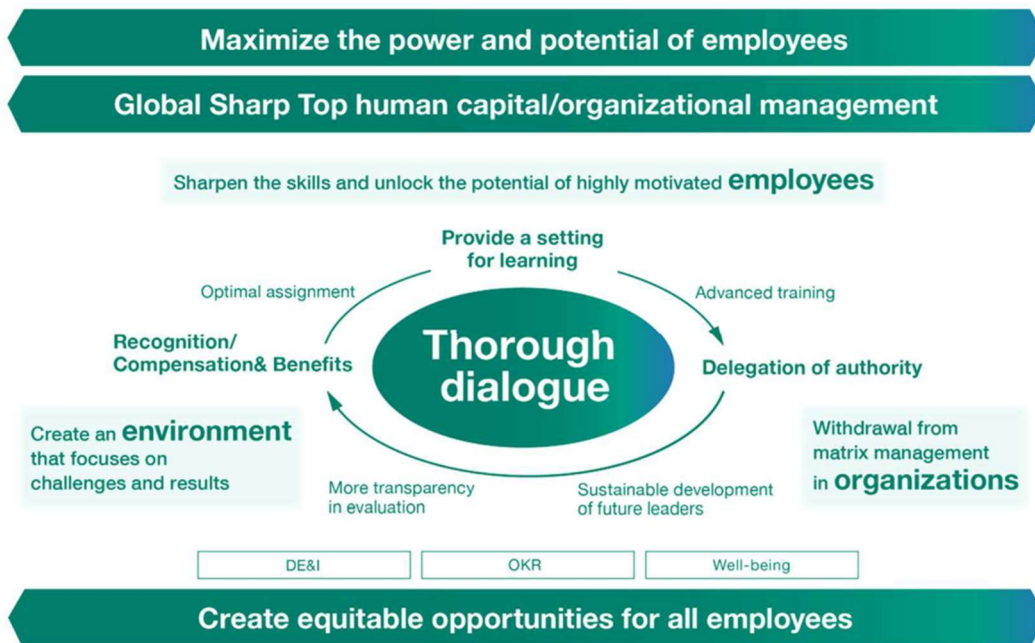 Maximize the power and potential of employees
Global Sharp Top human capital/organizational management
Sharpen the skills and unlock the potential of highly motivated employees
Provide a setting
for learning
Optimal assignment
Advanced training
Recognition/
Compensation& Benefits
Thorough
dialogue
Delegation of authority
Create an environment
that focuses on
challenges and results
Withdrawal from
matrix management
in organizations
More transparency
in evaluation
Sustainable development
of future leaders
DE&I
OKR
Well-being
Create equitable opportunities for all employees